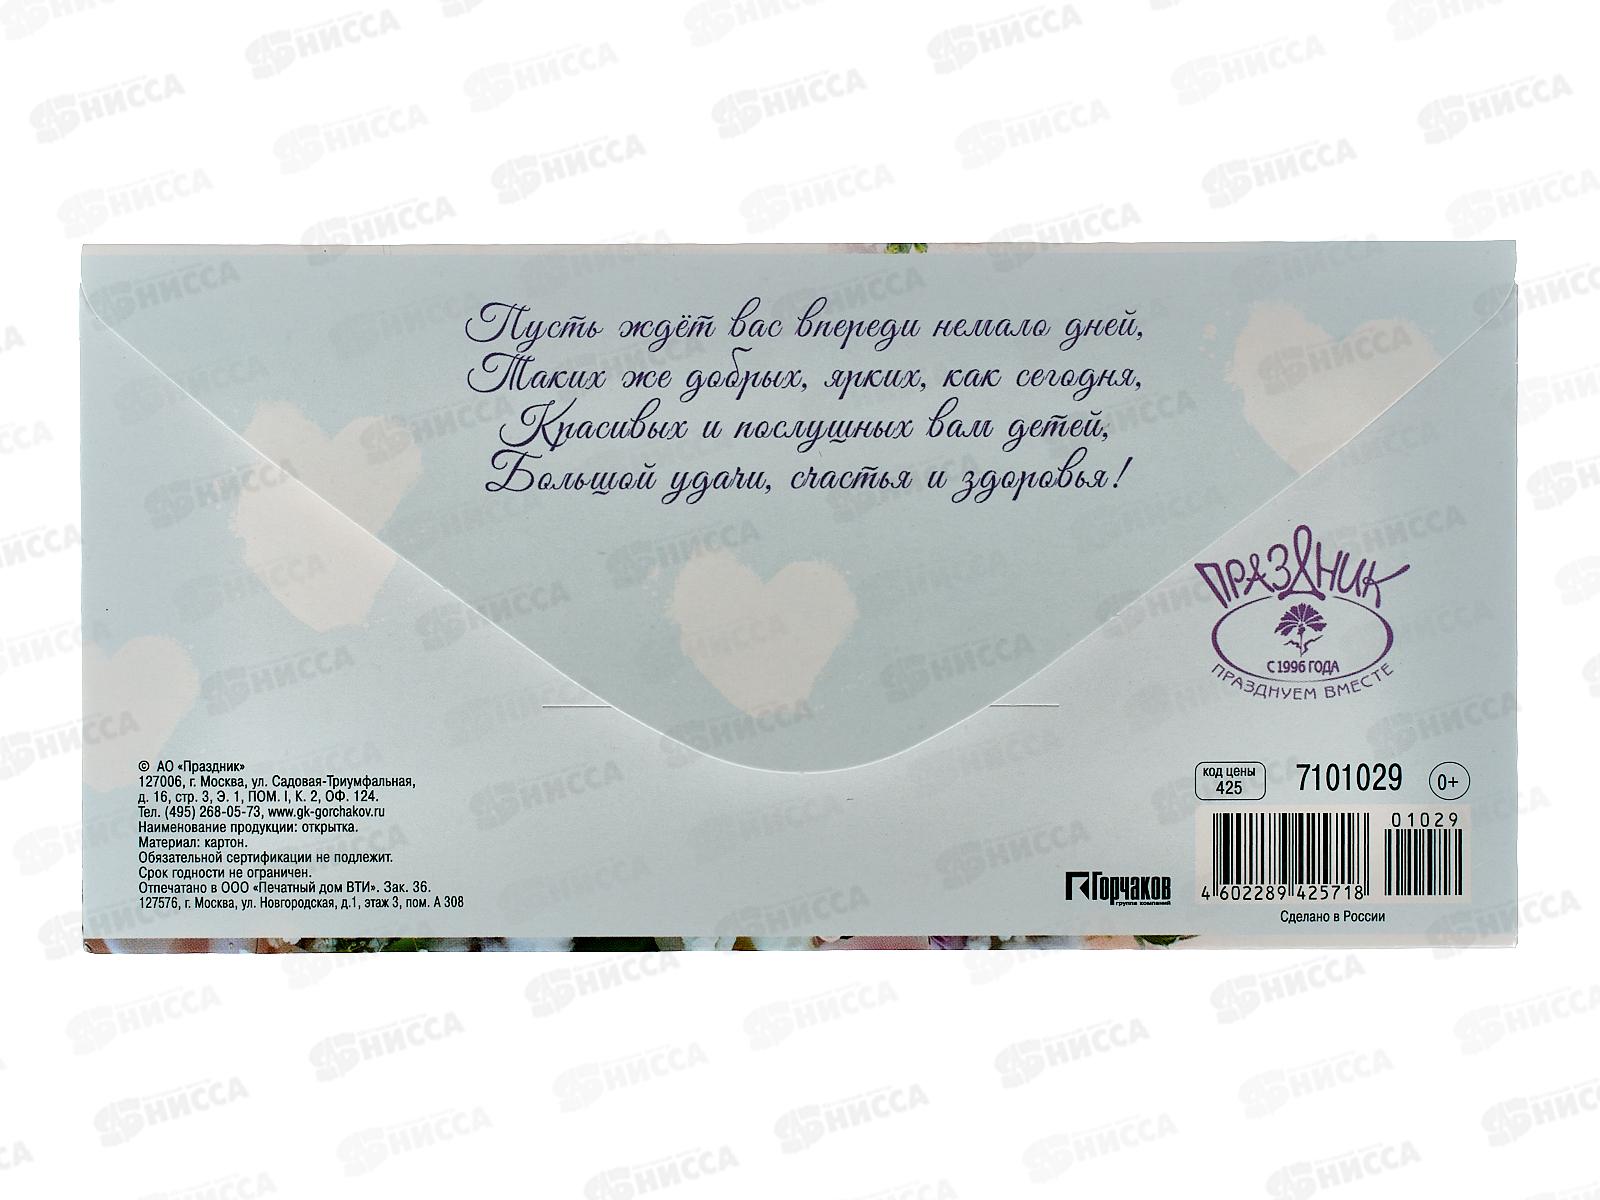 Пусть ждёт вас впереди немало дней,
Таких же добрых, ярких, как сегодня,
Красивых и послушных вам детей,
Большой удачи, счастья и здоровья!
ПРАЗДНИК
С 1996 ГОДА
ПРАЗДНУЕМ ВМЕСТЕ
© АО «Праздник»
127006, г. Москва, ул. Садовая-Триумфальная,
д. 16, стр. 3, Э. 1, ПОМ. I, К. 2, ОФ. 124.
Тел. (495) 268-05-73, www.gk-gorchakov.ru
Наименование продукции: открытка.
Материал: картон.
Обязательной сертификации не подлежит.
Срок годности не ограничен.
Отпечатано в ООО «Печатный дом ВТИ». Зак. 36.
127576, г. Москва, ул. Новгородская, д.1, этаж 3, пом. А 308
Горчаков
группа компаний
код цены
425
7101029
0+
01029
4 602289 425718
Сделано в России
НИССА